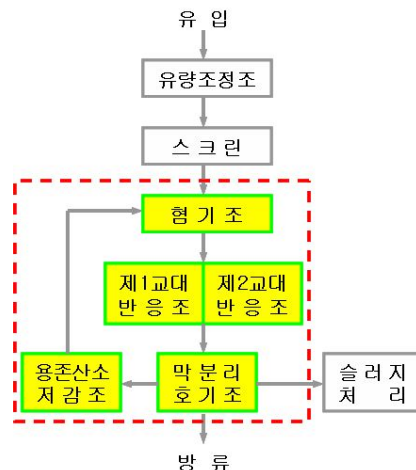 유 입
유량조정조
스 크 린
혐 기 조
제1교대
반 응 조
제2교대
반 응 조
용존산소
저 감 조
막 분 리
호 기 조
슬 러 지
처 리
방 류